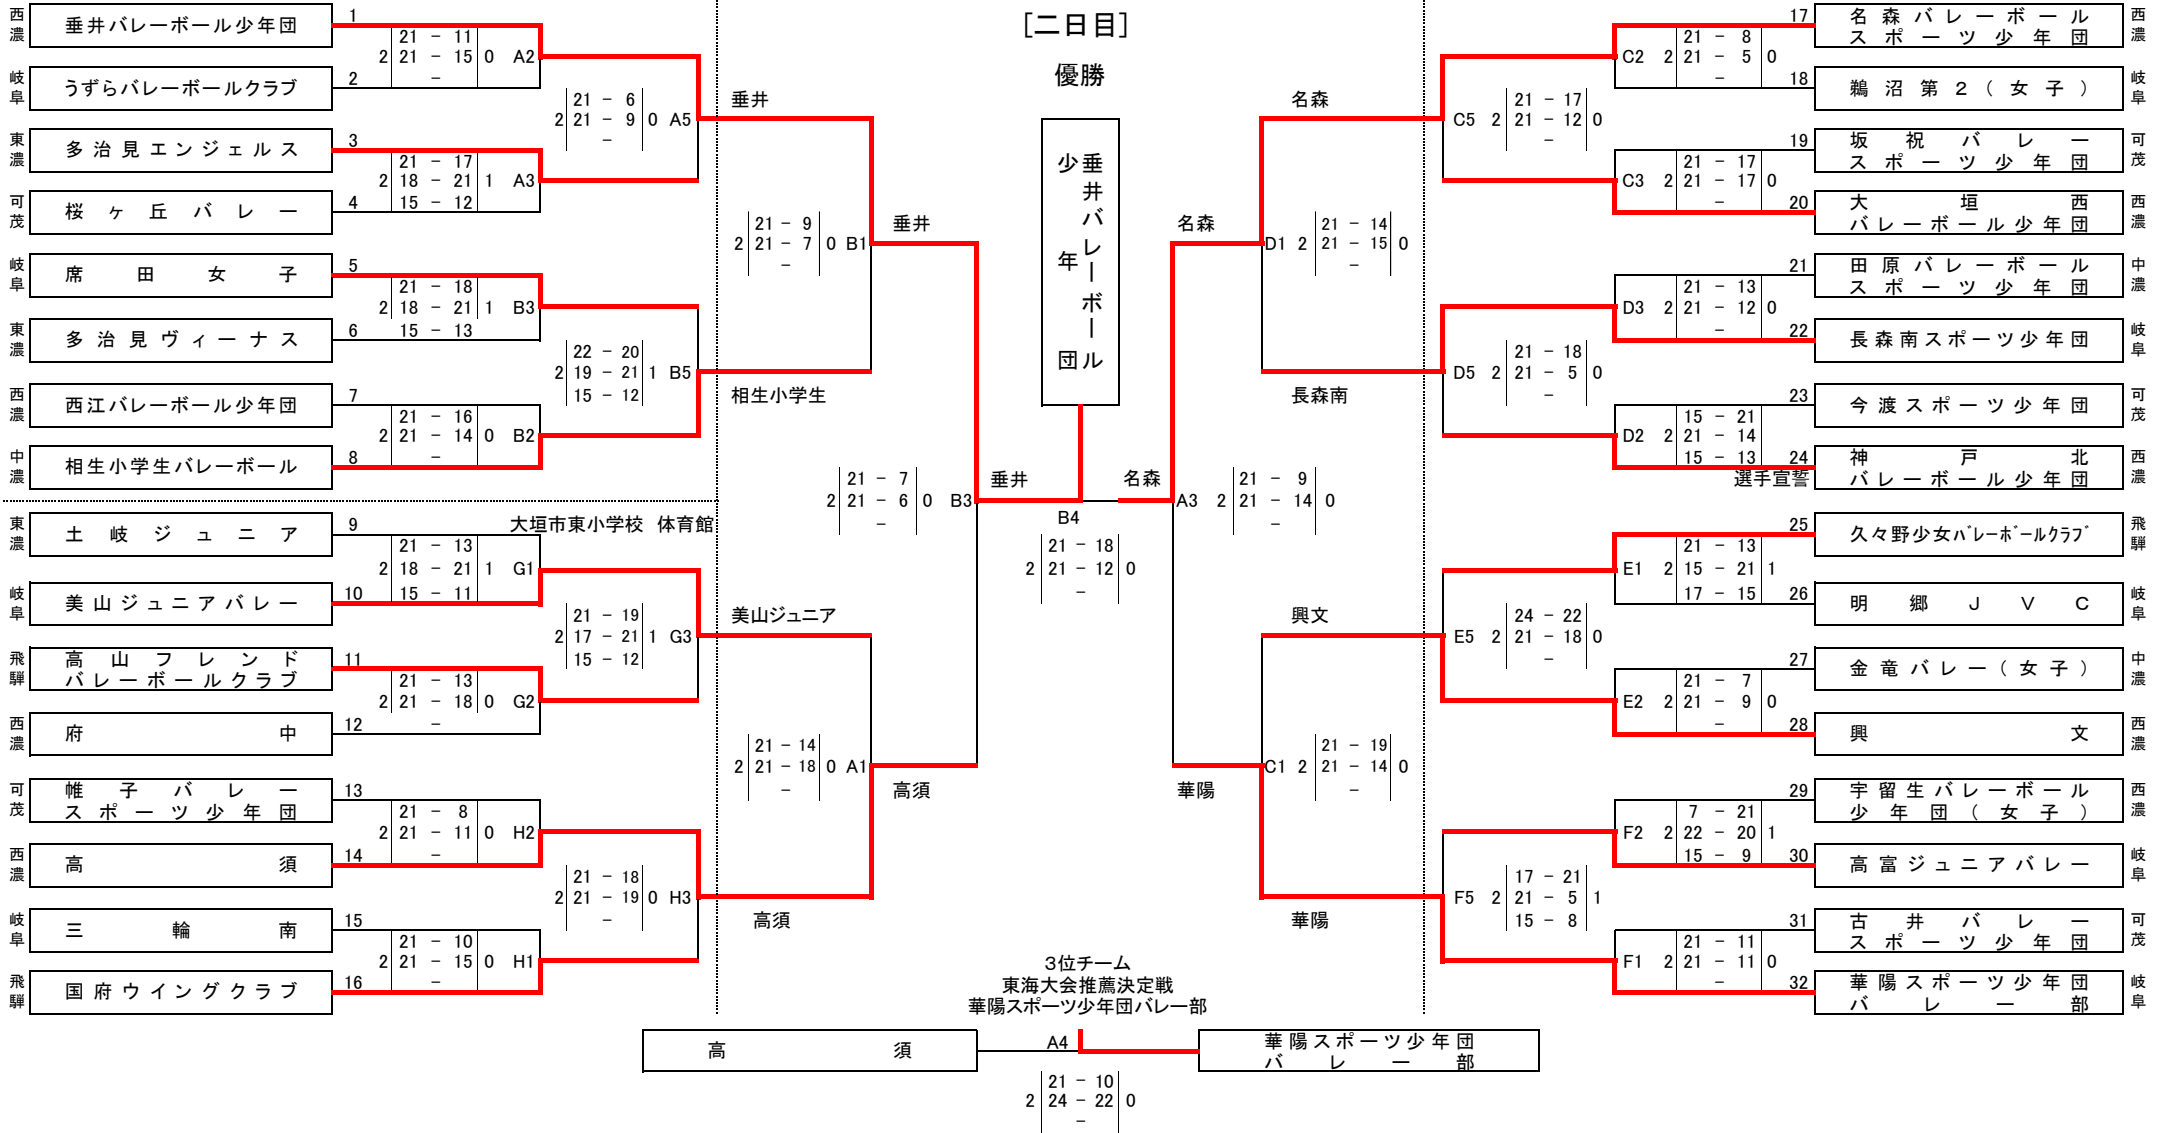 [二日目]
優勝
垂井バレーボール
少年団
西濃
垂井バレーボール少年団
1
21 - 11
2 21 - 15 0 A2
-
岐阜
うずらバレーボールクラブ
2
21 - 6
2 21 - 9 0 A5
-
垂井
東濃
多治見エンジェルス
3
21 - 17
2 18 - 21 1 A3
15 - 12
可茂
桜ヶ丘バレー
4
21 - 9
2 21 - 7 0 B1
-
垂井
岐阜
席田女子
5
21 - 18
2 18 - 21 1 B3
15 - 13
東濃
多治見ヴィーナス
6
22 - 20
2 19 - 21 1 B5
15 - 12
相生小学生
西濃
西江バレーボール少年団
7
21 - 16
2 21 - 14 0 B2
-
中濃
相生小学生バレーボール
8
21 - 7
2 21 - 6 0 B3
-
垂井
大垣市東小学校 体育館
東濃
土岐ジュニア
9
21 - 13
2 18 - 21 1 G1
15 - 11
岐阜
美山ジュニアバレー
10
21 - 19
2 17 - 21 1 G3
15 - 12
美山ジュニア
飛騨
高山フレンド
バレーボールクラブ
11
21 - 13
2 21 - 18 0 G2
-
西濃
府中
12
21 - 14
2 21 - 18 0 A1
-
高須
可茂
帷子バレー
スポーツ少年団
13
21 - 8
2 21 - 11 0 H2
-
西濃
高須
14
21 - 18
2 21 - 19 0 H3
-
高須
岐阜
三輪南
15
21 - 10
2 21 - 15 0 H1
-
飛騨
国府ウイングクラブ
16
B4
21 - 18
2 21 - 12 0
-
17
名森バレーボール
スポーツ少年団
西濃
C2 2 21 - 8
21 - 5 0
-
18
鵜沼第2(女子)
岐阜
名森
C5 2 21 - 17
21 - 12 0
-
19
坂祝バレー
スポーツ少年団
可茂
C3 2 21 - 17
21 - 17 0
-
20
大垣西
バレーボール少年団
西濃
名森
D1 2 21 - 14
21 - 15 0
-
21
田原バレーボール
スポーツ少年団
中濃
D3 2 21 - 13
21 - 12 0
-
22
長森南スポーツ少年団
岐阜
長森南
D5 2 21 - 18
21 - 5 0
-
23
今渡スポーツ少年団
可茂
D2 2 15 - 21
21 - 14
15 - 13
24
神戸北
バレーボール少年団
西濃
選手宣誓
名森
A3 2 21 - 9
21 - 14 0
-
25
久々野少女バレーボールクラブ
飛騨
E1 2 21 - 13
15 - 21 1
17 - 15
26
明郷JVC
岐阜
興文
E5 2 24 - 22
21 - 18 0
-
27
金竜バレー(女子)
中濃
E2 2 21 - 7
21 - 9 0
-
28
興文
西濃
華陽
C1 2 21 - 19
21 - 14 0
-
29
宇留生バレーボール
少年団(女子)
西濃
F2 2 7 - 21
22 - 20 1
15 - 9
30
高富ジュニアバレー
岐阜
華陽
F5 2 17 - 21
21 - 5 1
15 - 8
31
古井バレー
スポーツ少年団
可茂
F1 2 21 - 11
21 - 11 0
-
32
華陽スポーツ少年団
バレー部
岐阜
3位チーム
東海大会推薦決定戦
華陽スポーツ少年団バレー部
高須
A4
華陽スポーツ少年団
バレー部
21 - 10
2 24 - 22 0
-